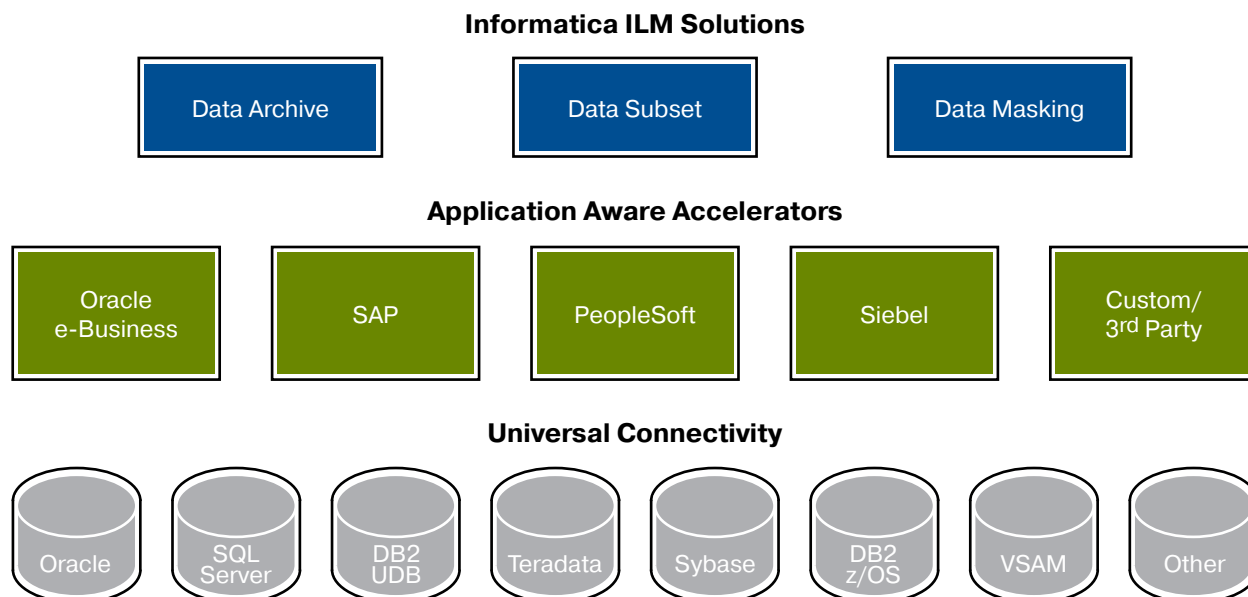 Informatica ILM Solutions
Data Archive
Data Subset
Data Masking
Application Aware Accelerators
Oracle
e-Business
SAP
PeopleSoft
Siebel
Custom/
3rd Party
Universal Connectivity
Oracle
SQL
Server
DB2
UDB
Teradata
Sybase
DB2
z/OS
VSAM
Other